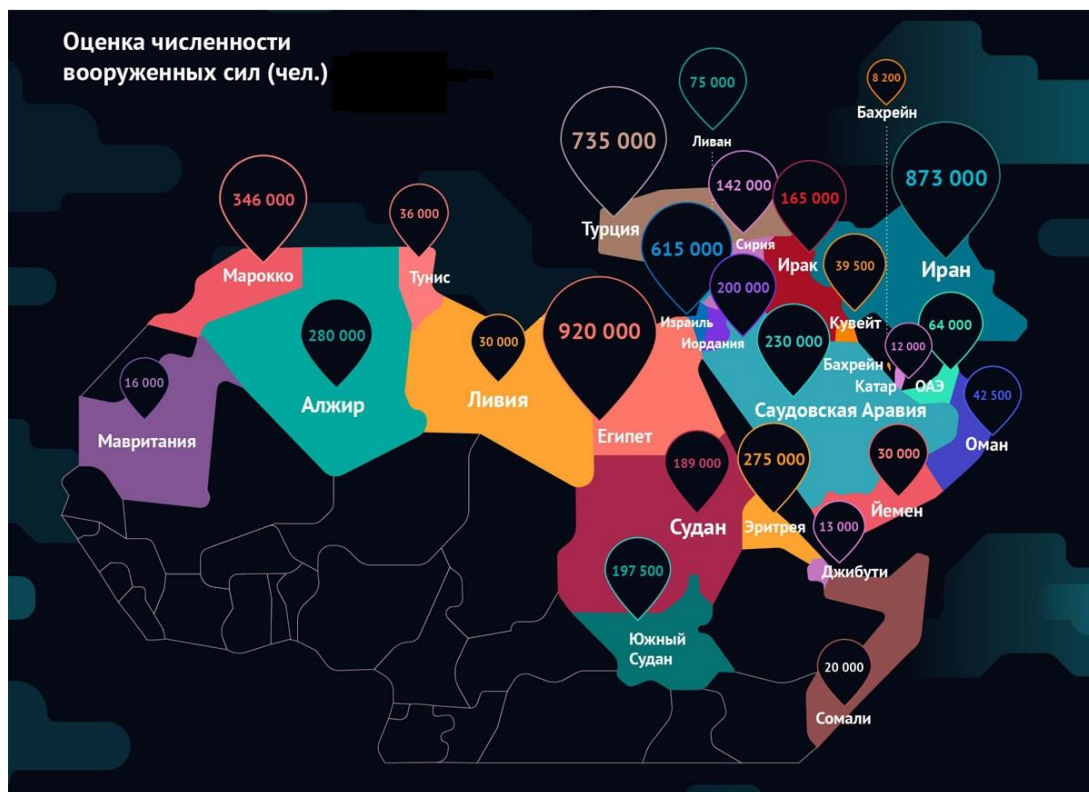 Оценка численности
вооруженных сил (чел.)
75 000
Ливан
8 200
Бахрейн
735 000
Турция
873 000
Иран
346 000
Марокко
36 000
Тунис
142 000
Сирия
165 000
Ирак
615 000
Израиль
39 500
Кувейт
200 000
Иордания
280 000
Алжир
30 000
Ливия
920 000
Египет
230 000
Саудовская Аравия
Бахрейн
12 000
Катар
64 000
ОАЭ
16 000
Мавритания
42 500
Оман
189 000
Судан
275 000
Эритрея
30 000
Йемен
13 000
Джибути
197 500
Южный
Судан
20 000
Сомали